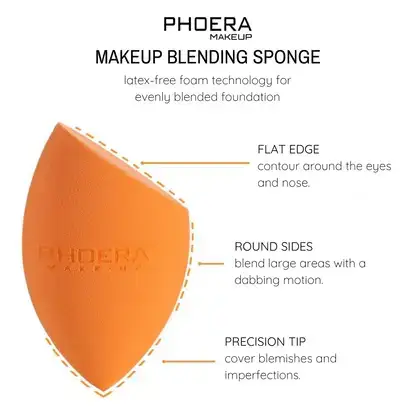 PHOERA
MAKEUP
MAKEUP BLENDING SPONGE
latex-free foam technology for
evenly blended foundation
FLAT EDGE
contour around the eyes
and nose.
PHOERA
MAKEUP
ROUND SIDES
blend large areas with a
dabbing motion.
PRECISION TIP
cover blemishes and
imperfections.